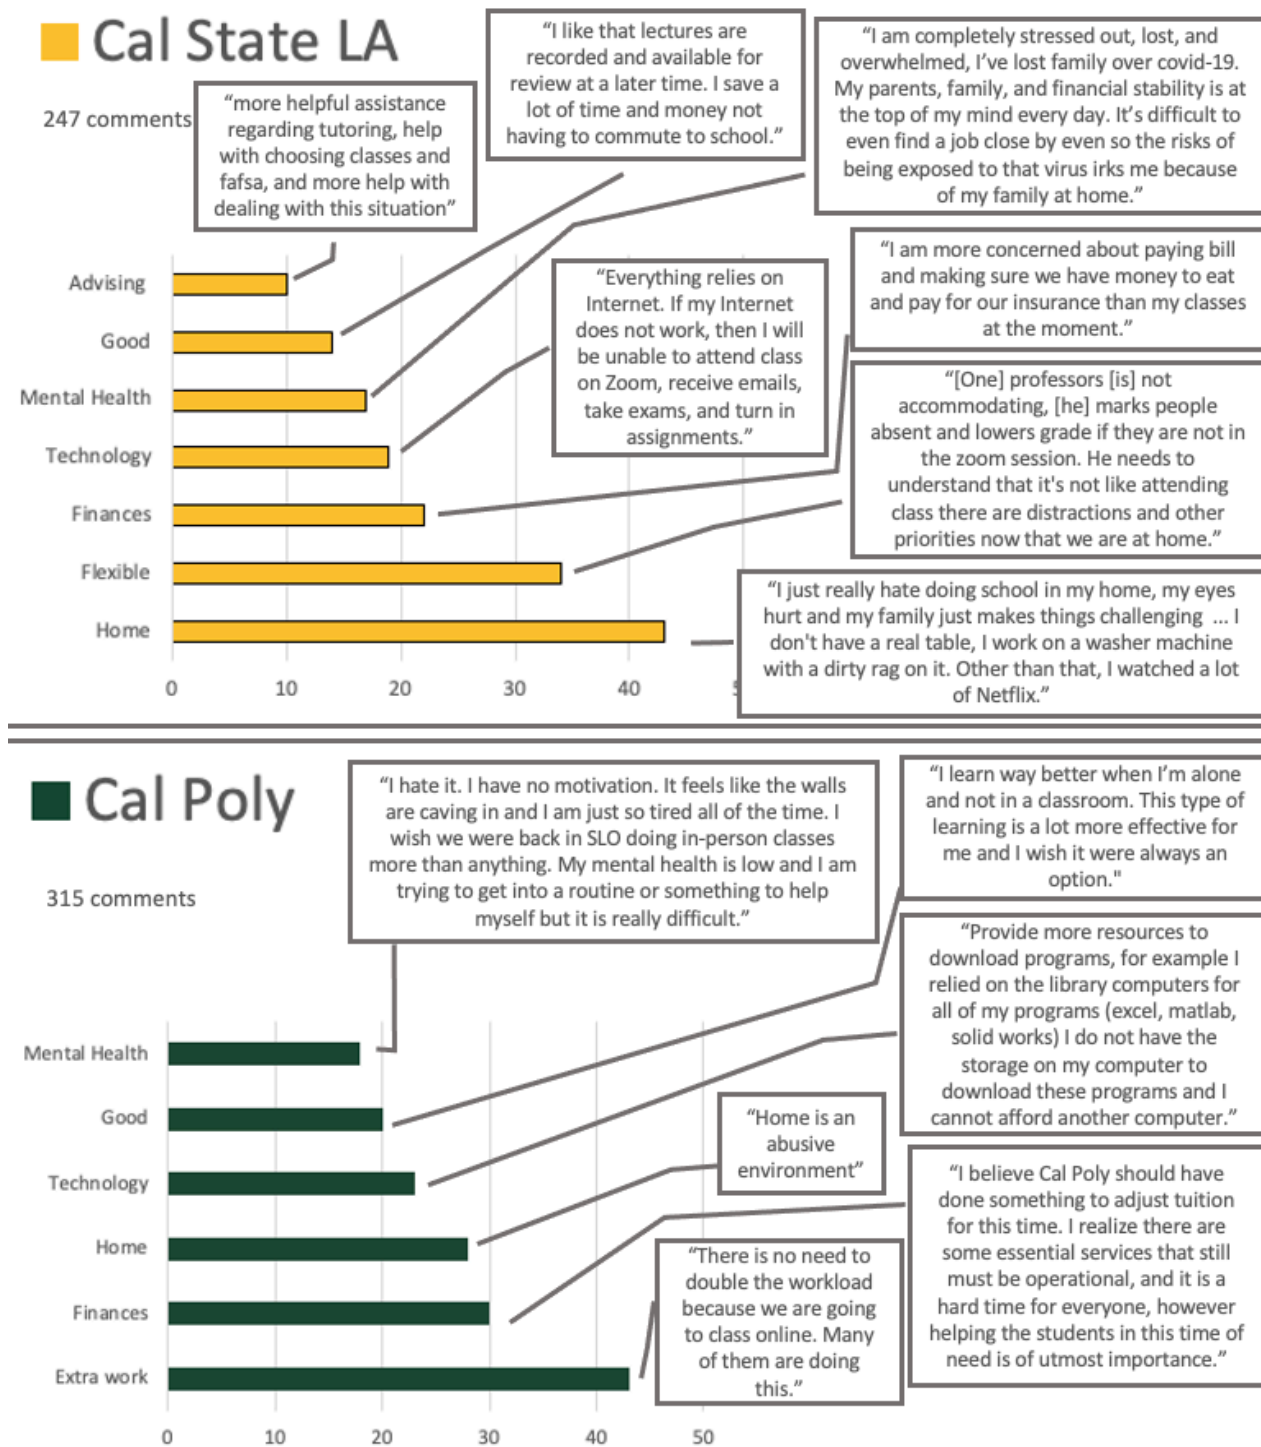 Cal State LA
247 comments
“more helpful assistance
regarding tutoring, help
with choosing classes and
fafsa, and more help with
dealing with this situation”
“I like that lectures are
recorded and available for
review at a later time. I save a
lot of time and money not
having to commute to school.”
“I am completely stressed out, lost, and
overwhelmed, I’ve lost family over covid-19.
My parents, family, and financial stability is at
the top of my mind every day. It’s difficult to
even find a job close by even so the risks of
being exposed to that virus irks me because
of my family at home.”
“Everything relies on
Internet. If my Internet
does not work, then I will
be unable to attend class
on Zoom, receive emails,
take exams, and turn in
assignments.”
“I am more concerned about paying bill
and making sure we have money to eat
and pay for our insurance than my classes
at the moment.”
“[One] professors [is] not
accommodating, [he] marks people
absent and lowers grade if they are not in
the zoom session. He needs to
understand that it's not like attending
class there are distractions and other
priorities now that we are at home.”
“I just really hate doing school in my home, my eyes
hurt and my family just makes things challenging ... I
don't have a real table, I work on a washer machine
with a dirty rag on it. Other than that, I watched a lot
of Netflix.”
Advising
Good
Mental Health
Technology
Finances
Flexible
Home
0 10 20 30 40
Cal Poly
315 comments
“I hate it. I have no motivation. It feels like the walls
are caving in and I am just so tired all of the time. I
wish we were back in SLO doing in-person classes
more than anything. My mental health is low and I am
trying to get into a routine or something to help
myself but it is really difficult.”
“I learn way better when I’m alone
and not in a classroom. This type of
learning is a lot more effective for
me and I wish it were always an
option."
“Provide more resources to
download programs, for example I
relied on the library computers for
all of my programs (excel, matlab,
solid works) I do not have the
storage on my computer to
download these programs and I
cannot afford another computer.”
“Home is an
abusive
environment”
“I believe Cal Poly should have
done something to adjust tuition
for this time. I realize there are
some essential services that still
must be operational, and it is a
hard time for everyone, however
helping the students in this time of
need is of utmost importance.”
“There is no need to
double the workload
because we are going
to class online. Many
of them are doing
this.”
Mental Health
Good
Technology
Home
Finances
Extra work
0 10 20 30 40 50